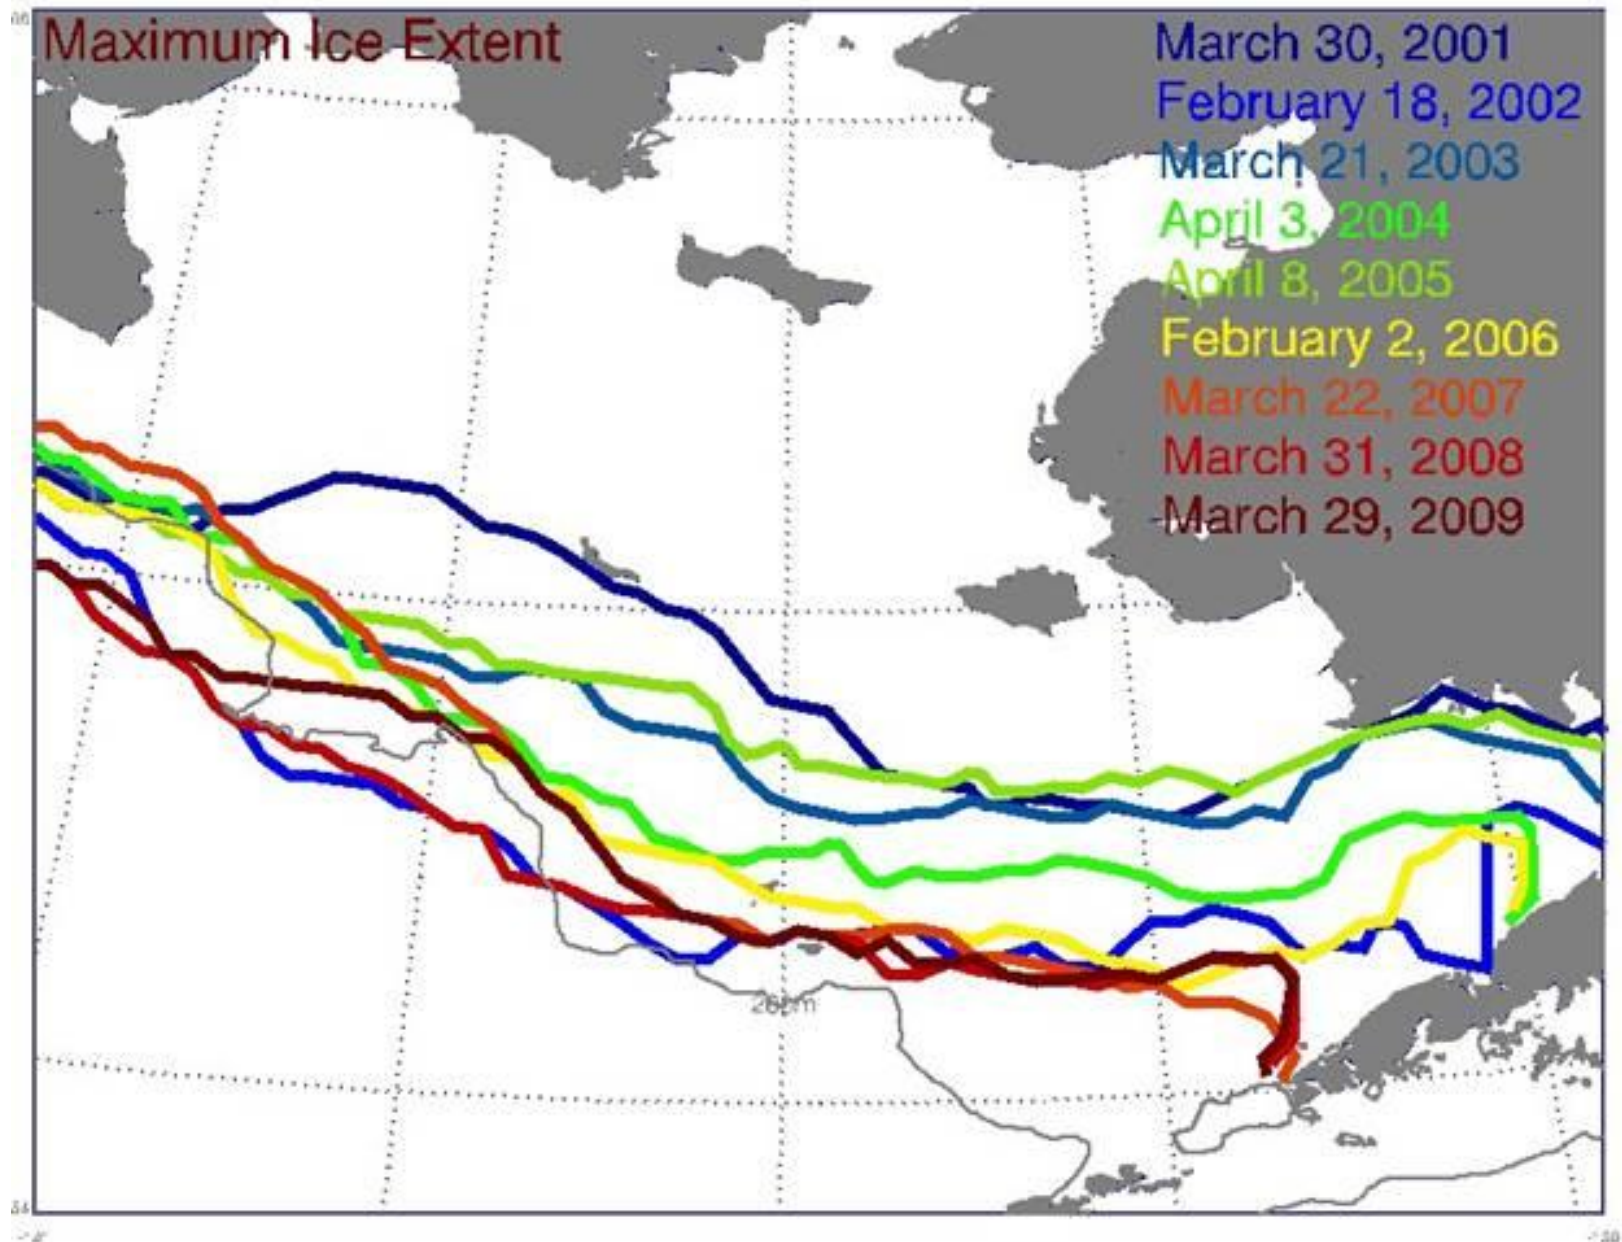 Maximum Ice Extent
March 30, 2001
February 18, 2002
March 21, 2003
April 3, 2004
April 8, 2005
February 2, 2006
March 22, 2007
March 31, 2008
March 29, 2009